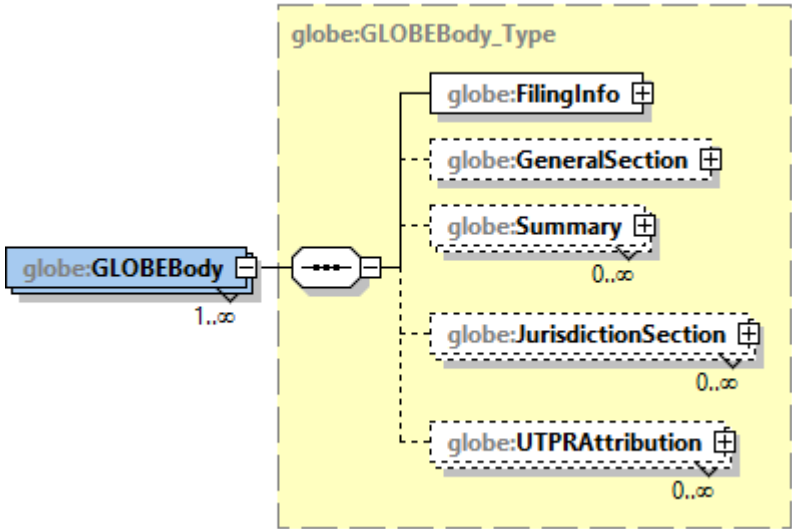 globe:GLOBEBody_Type
globe:FilingInfo
globe:GeneralSection
globe:Summary
0..∞
globe:GLOBEBody
1..∞
globe:JurisdictionSection
0..∞
globe:UTPRAttribution
0..∞